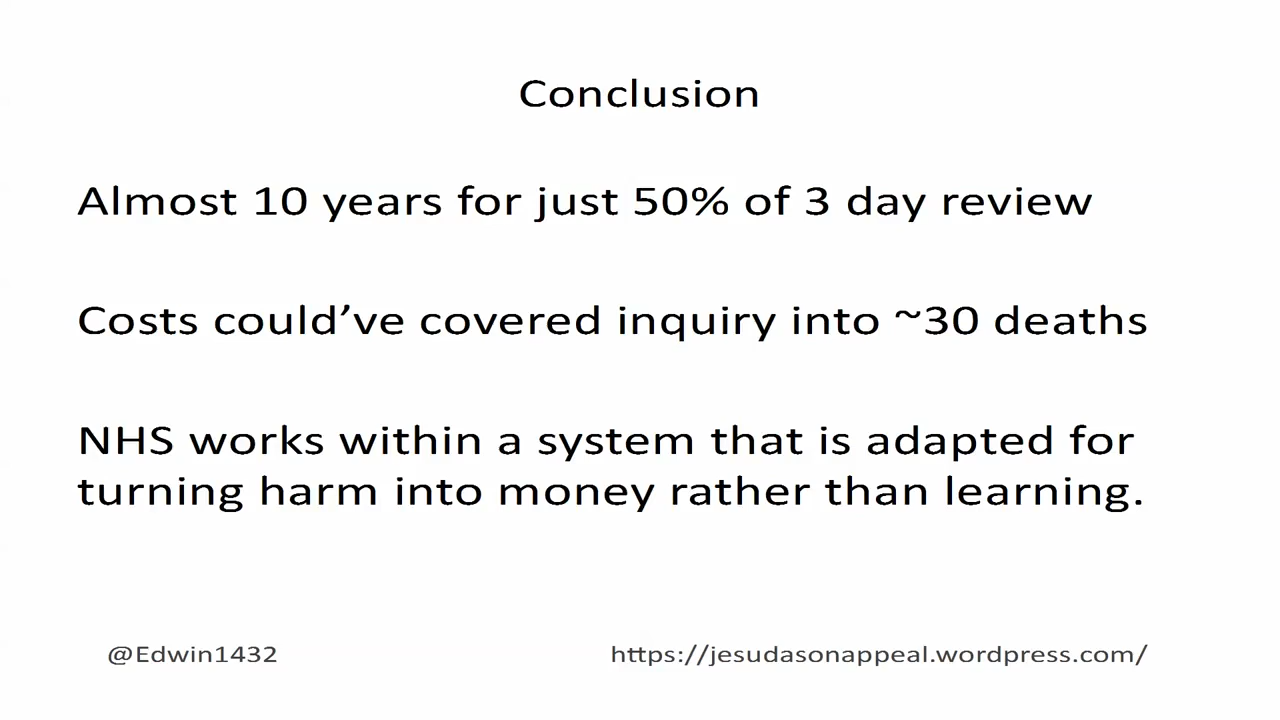 Conclusion
Almost 10 years for just 50% of 3 day review
Costs could’ve covered inquiry into ~30 deaths
NHS works within a system that is adapted for
turning harm into money rather than learning.
@Edwin1432 https://jesudasonappeal.wordpress.com/